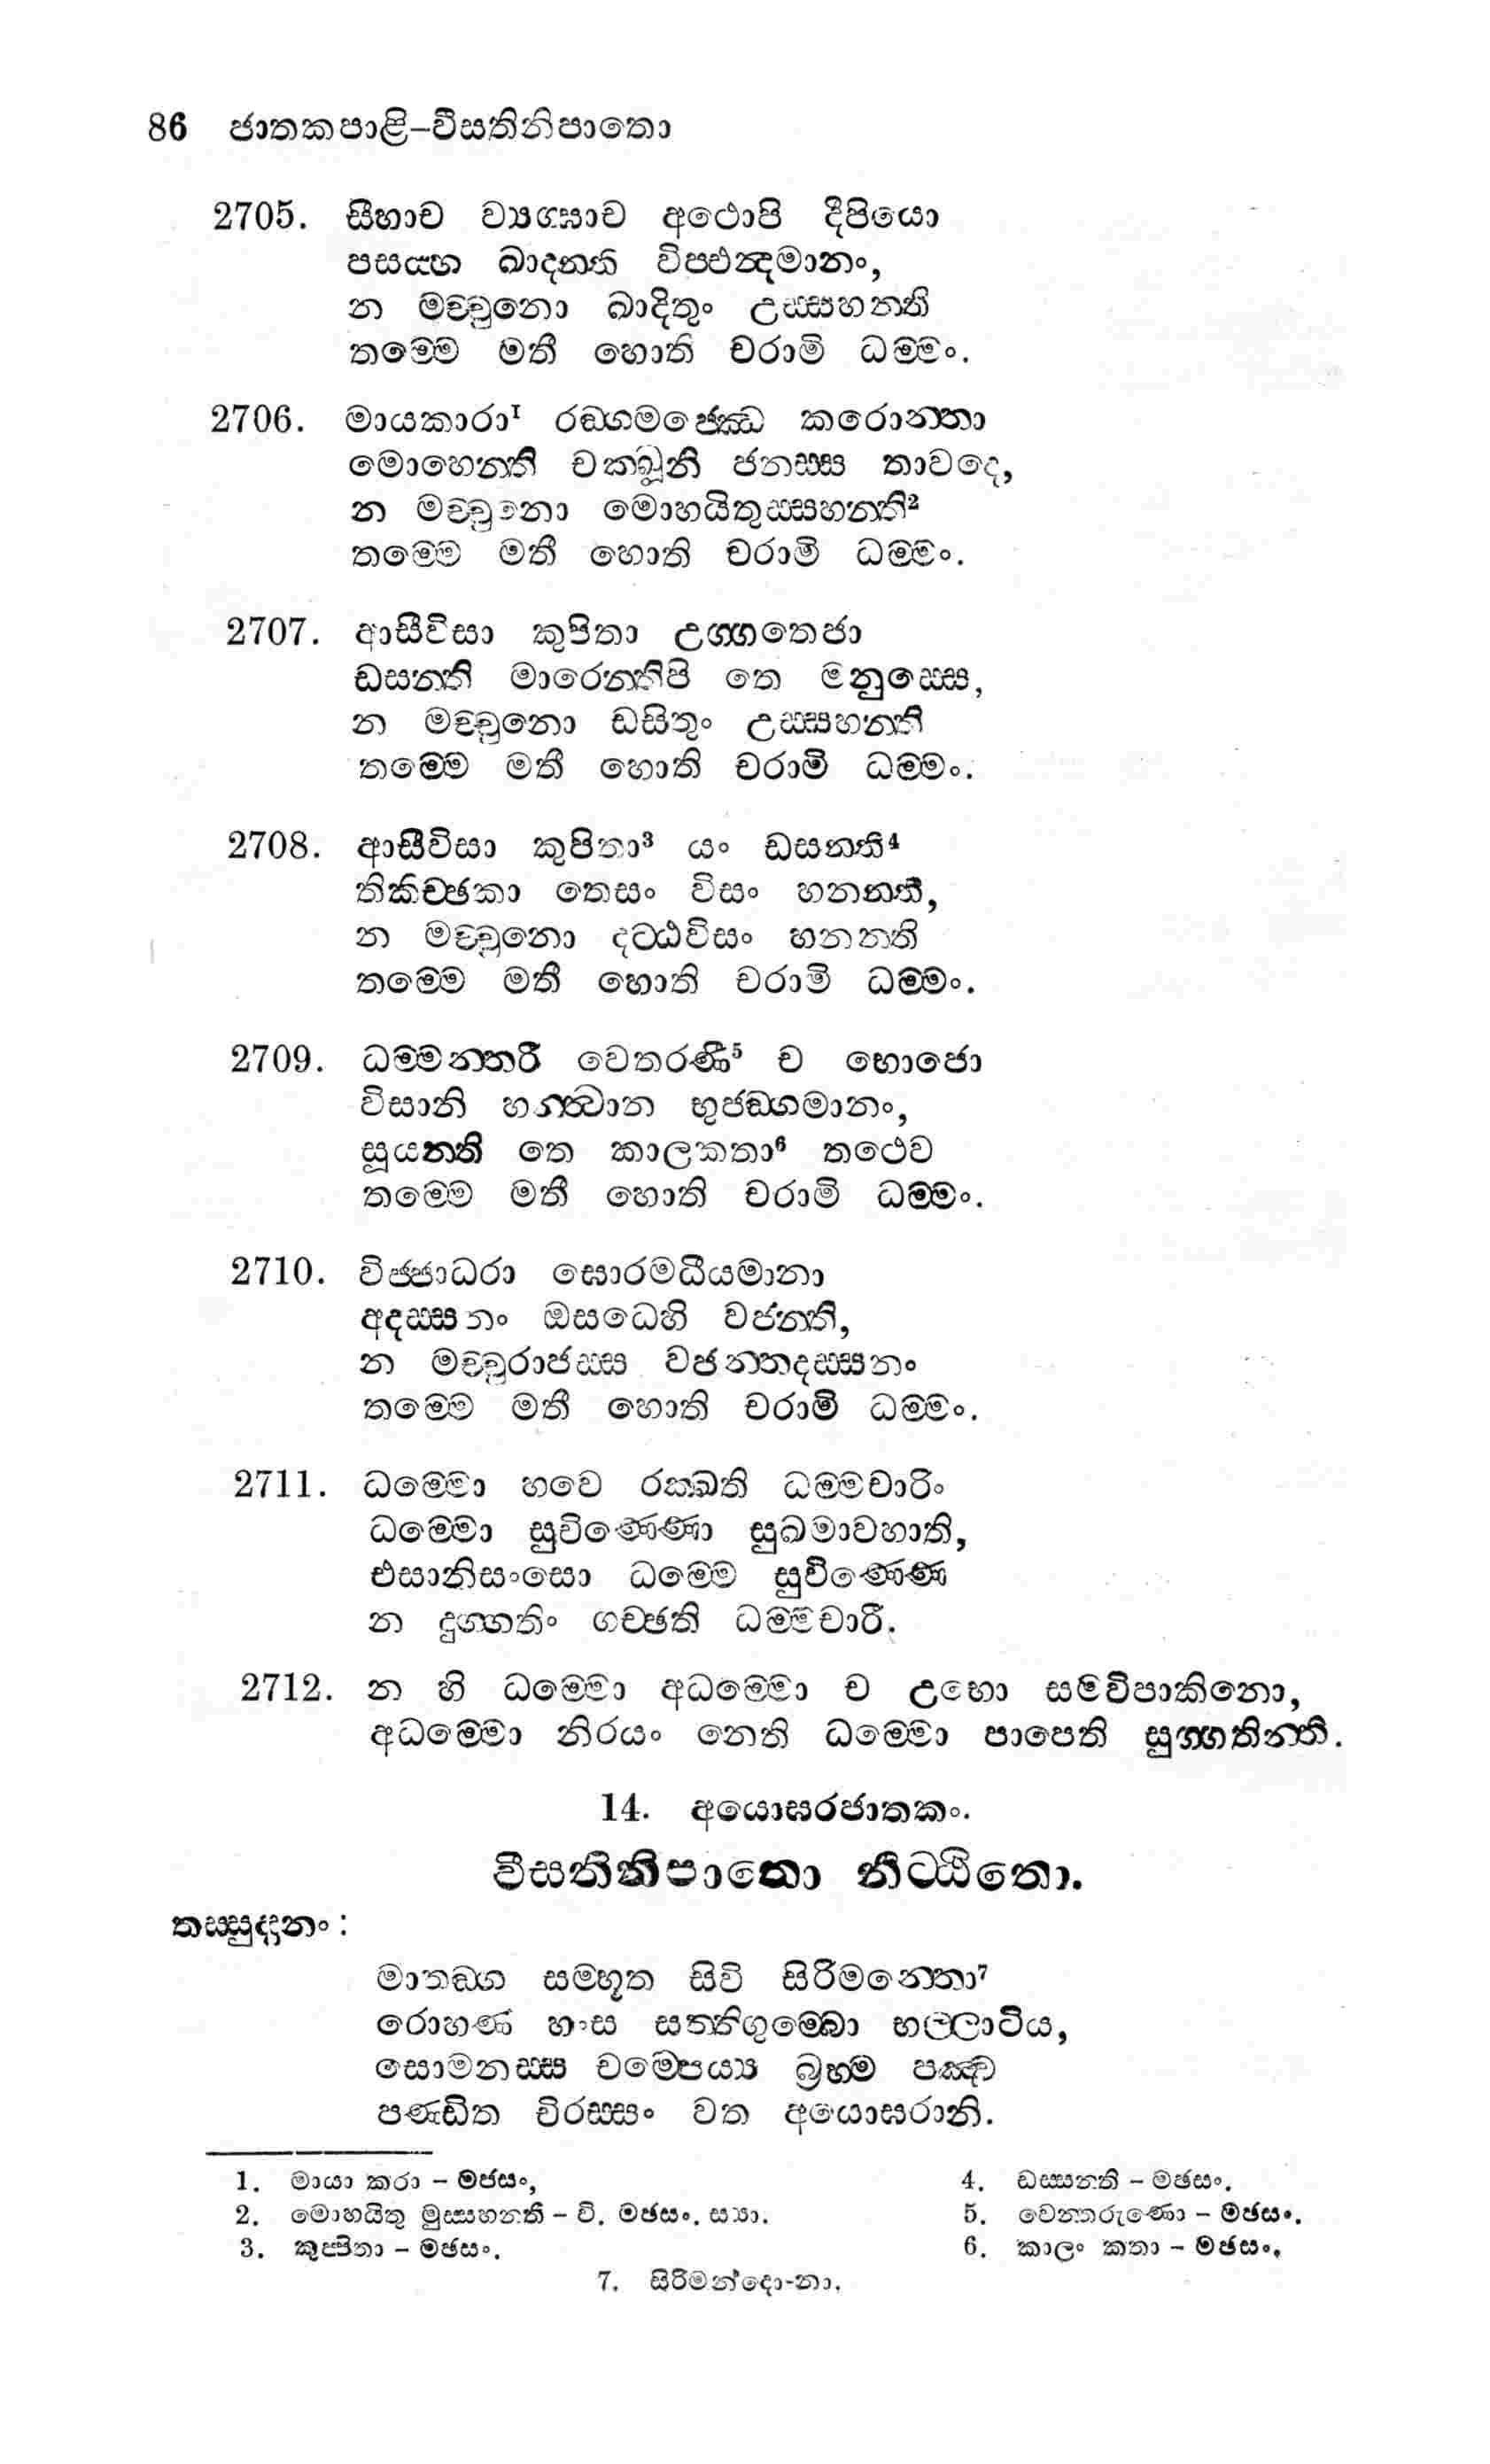 86 ජාතකපාළි-වීසතිනිපාතො
2705. සීහාච ව්‍යග්ඝාච අථොපි දීපියො
පසය්හ ඛාදන්ති විප්ඵන්දමානං,
න මච්චුනො ඛාදිතුං උස්සහන්ති
තම්මෙ මතී හොති චරාමි ධම්මං.
2706. මායකාරා¹ රඞ්ගමජ්ඣෙ කරොන්තා
මොහෙන්ති චක්ඛූනි ජනස්ස තාවදෙ,
න මච්චුනො මොහයිතුස්සහන්ති²
තම්මෙ මතී හොති චරාමි ධම්මං.
2707. ආසීවිසා කුපිතා උග්ගතෙජා
ඩසන්ති මාරෙන්තිපි තෙ මනුස්සෙ,
න මච්චුනො ඩසිතුං උස්සහන්ති
තම්මෙ මතී හොති චරාමි ධම්මං.
2708. ආසීවිසා කුපිතා³ යං ඩසන්ති⁴
තිකිච්ඡකා තෙසං විසං හනන්ති,
න මච්චුනො දට්ඨවිසං හනන්ති
තම්මෙ මතී හොති චරාමි ධම්මං.
2709. ධම්මන්තරී වෙතරණී⁵ ච භොජො
විසානි හන්ත්වාන භුජඞ්ගමානං,
සූයන්ති තෙ කාලකතා⁶ තථෙව
තම්මෙ මතී හොති චරාමි ධම්මං.
2710. විජ්ජාධරා ඝොරමධීයමානා
අදස්සනං ඔසධෙහි වජන්ති,
න මච්චුරාජස්ස වජන්තදස්සනං
තම්මෙ මතී හොති චරාමි ධම්මං.
2711. ධම්මො හවෙ රක්ඛති ධම්මචාරිං
ධම්මො සුචිණ්ණො සුඛමාවහාති,
එසානිසංසො ධම්මෙ සුචිණ්ණෙ
න දුග්ගතිං ගච්ඡති ධම්මචාරී.
2712. න හි ධම්මො අධම්මො ච උභො සමවිපාකිනො,
අධම්මො නිරයං නෙති ධම්මො පාපෙති සුග්ගතින්ති.
14. අයොඝරජාතකං.
වීසතිනිපාතො නිට්ඨිතො.
තස්සුද්දානං :
මාතඞ්ග සම්භූත සිවි සිරිමන්තො⁷
රොහණ හංස සත්තිගුම්බො භල්ලාටිය,
සොමනස්ස චම්පෙය්‍ය බ්‍රහ්ම පඤ්ච
පණ්ඩිත චිරස්සං වත අයොඝරානි.
1. මායා කරා - මජසං,
2. මොහයිතු මුස්සහන්ති - වි. මඡසං. ස්‍යා.
3. කුප්පිතා - මඡසං.
4. ඩස්සන්ති - මඡසං.
5. වෙත්තරුණො - මඡසං.
6. කාලං කතා - මඡසං.
7. සිරිමන්දො-නා.